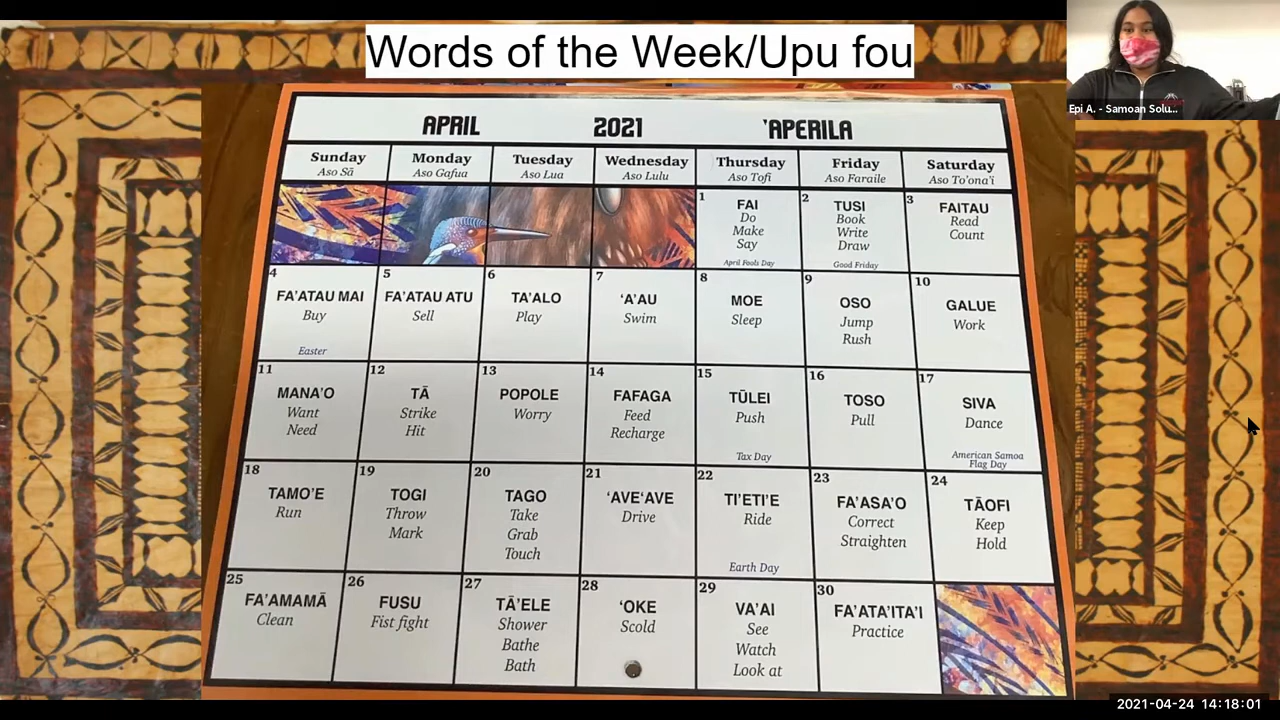 Words of the Week/Upu fou
Epi A. - Samoan Solu...
APRIL 2021 'APERILA
Sunday Monday Tuesday Wednesday Thursday Friday Saturday
Aso Sā Aso Gafua Aso Lua Aso Lulu Aso Tofi Aso Faraile Aso To'ona'i
1
FAI
Do
Make
Say
April Fools Day
2
TUSI
Book
Write
Draw
Good Friday
3
FAITAU
Read
Count
4
FA'ATAU MAI
Buy
Easter
5
FA'ATAU ATU
Sell
6
TA'ALO
Play
7
'A'AU
Swim
8
MOE
Sleep
9
OSO
Jump
Rush
10
GALUE
Work
11
MANA'O
Want
Need
12
TĀ
Strike
Hit
13
POPOLE
Worry
14
FAFAGA
Feed
Recharge
15
TŪLEI
Push
Tax Day
16
TOSO
Pull
17
SIVA
Dance
American Samoa
Flag Day
18
TAMO'E
Run
19
TOGI
Throw
Mark
20
TAGO
Take
Grab
Touch
21
'AVE'AVE
Drive
22
TI'ETI'E
Ride
Earth Day
23
FA'ASA'O
Correct
Straighten
24
TĀOFI
Keep
Hold
25
FA'AMAMĀ
Clean
26
FUSU
Fist fight
27
TĀ'ELE
Shower
Bathe
Bath
28
'OKE
Scold
29
VA'AI
See
Watch
Look at
30
FA'ATA'ITA'I
Practice
2021-04-24 14:18:01